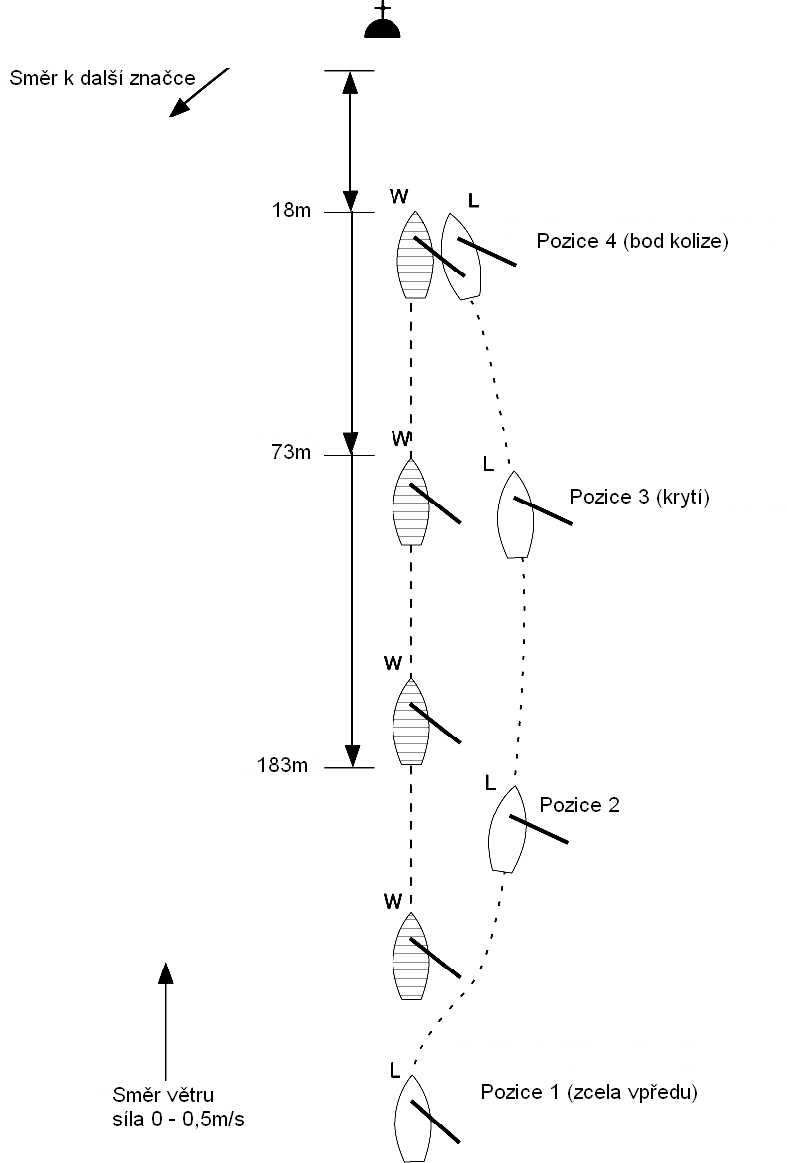 Směr k další značce
W
L
18m
Pozice 4 (bod kolize)
W
73m
L
Pozice 3 (krytí)
W
183m
L
Pozice 2
W
L
Pozice 1 (zcela vpředu)
Směr větru
síla 0 - 0,5m/s